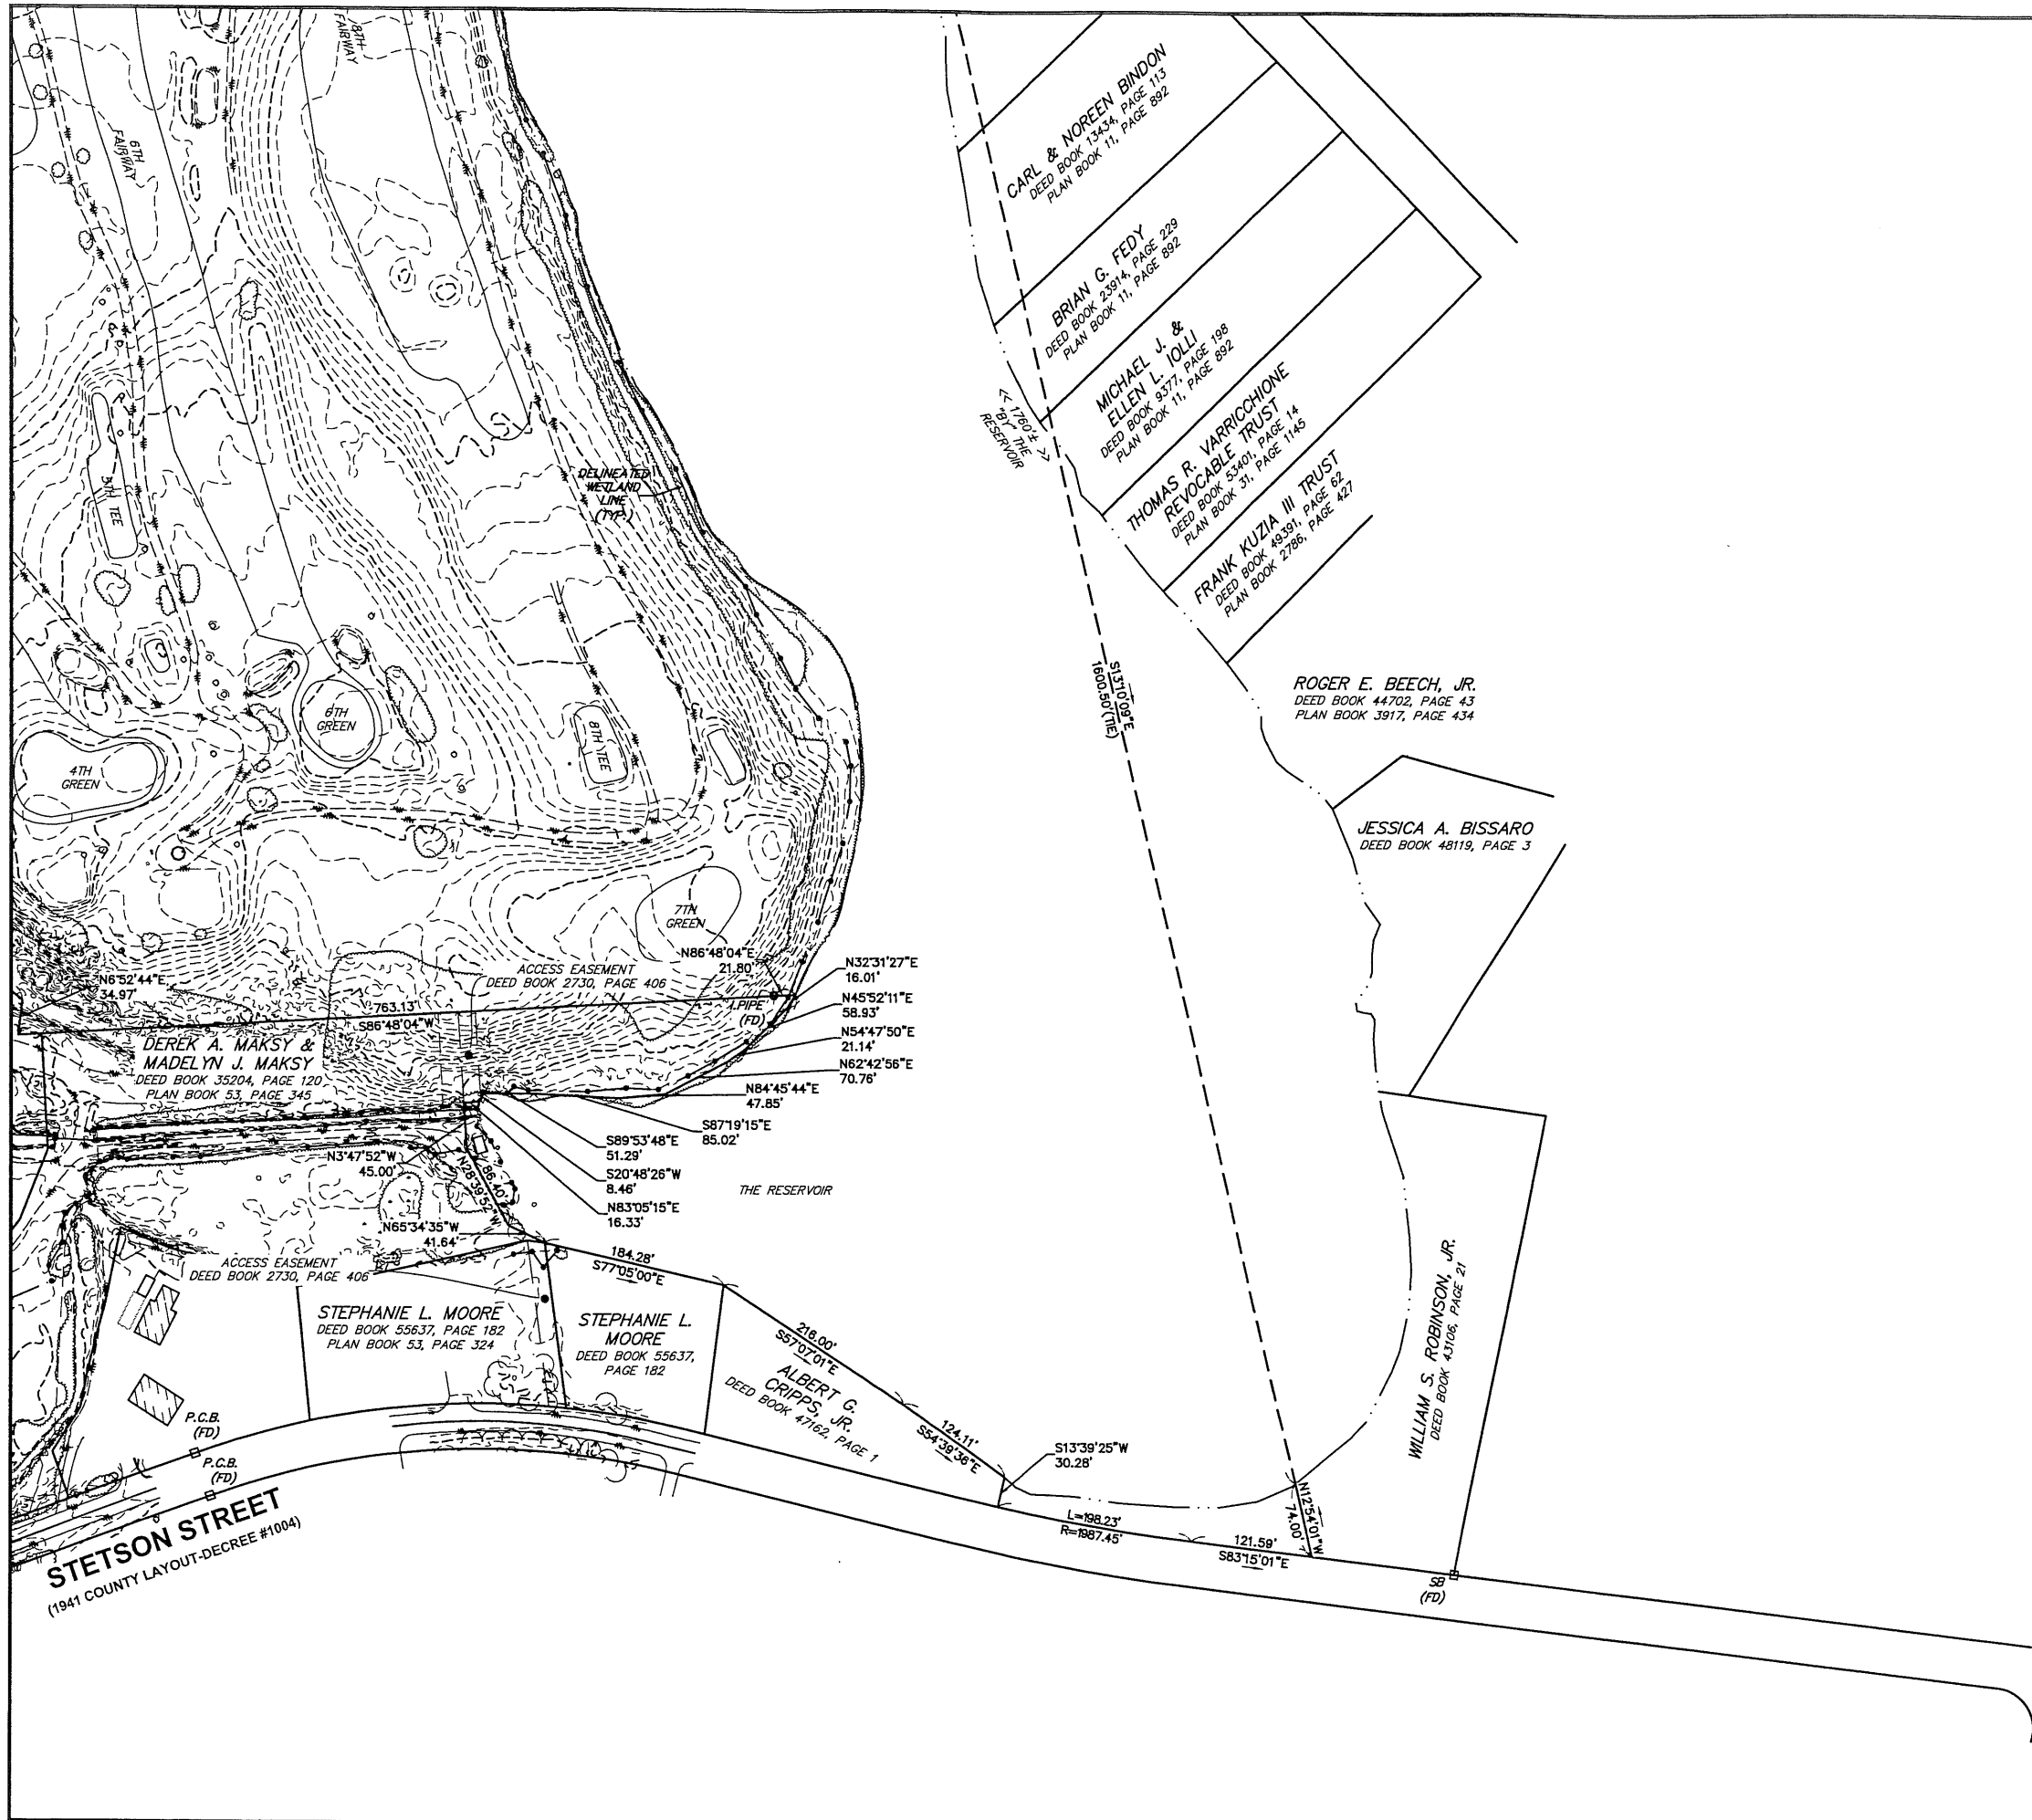 8TH
FAIRWAY
6TH
FAIRWAY
CARL & NOREEN BINDON
DEED BOOK 13434, PAGE 113
PLAN BOOK 11, PAGE 892
BRIAN G. FEDY
DEED BOOK 23914, PAGE 229
PLAN BOOK 11, PAGE 892
MICHAEL J. &
ELLEN L. IOLLI
DEED BOOK 9377, PAGE 198
PLAN BOOK 11, PAGE 892
<< 1760'± >>
"BY" THE
RESERVOIR
THOMAS R. VARRICCHIONE
REVOCABLE TRUST
DEED BOOK 53401, PAGE 14
PLAN BOOK 31, PAGE 1145
FRANK KUZIA III TRUST
DEED BOOK 49391, PAGE 62
PLAN BOOK 2786, PAGE 427
DELINEATED
WETLAND
LINE
(TYP.)
5TH TEE
S13°10'09"E
1600.50'(TIE)
ROGER E. BEECH, JR.
DEED BOOK 44702, PAGE 43
PLAN BOOK 3917, PAGE 434
6TH
GREEN
8TH TEE
4TH
GREEN
JESSICA A. BISSARO
DEED BOOK 48119, PAGE 3
7TH
GREEN
N86°48'04"E
21.80'
N32°31'27"E
16.01'
ACCESS EASEMENT
DEED BOOK 2730, PAGE 406
N6°52'44"E
34.97'
763.13'
S86°48'04"W
I.PIPE
(FD)
N45°52'11"E
58.93'
N54°47'50"E
21.14'
N62°42'56"E
70.76'
N84°45'44"E
47.85'
DEREK A. MAKSY &
MADELYN J. MAKSY
DEED BOOK 35204, PAGE 120
PLAN BOOK 53, PAGE 345
S87°19'15"E
85.02'
S89°53'48"E
51.29'
S20°48'26"W
8.46'
N83°05'15"E
16.33'
N3°47'52"W
45.00'
86.40'
N28°39'52"W
THE RESERVOIR
N65°34'35"W
41.64'
184.28'
S77°05'00"E
ACCESS EASEMENT
DEED BOOK 2730, PAGE 406
STEPHANIE L. MOORE
DEED BOOK 55637, PAGE 182
PLAN BOOK 53, PAGE 324
STEPHANIE L.
MOORE
DEED BOOK 55637,
PAGE 182
216.00'
S57°07'01"E
ALBERT G.
CRIPPS, JR.
DEED BOOK 47162, PAGE 1
124.11'
S54°39'36"E
S13°39'25"W
30.28'
WILLIAM S. ROBINSON, JR.
DEED BOOK 43106, PAGE 21
P.C.B.
(FD)
P.C.B.
(FD)
L=198.23'
R=1987.45'
121.59'
S83°15'01"E
N12°54'01"W
74.00'
SB
(FD)
STETSON STREET
(1941 COUNTY LAYOUT-DECREE #1004)